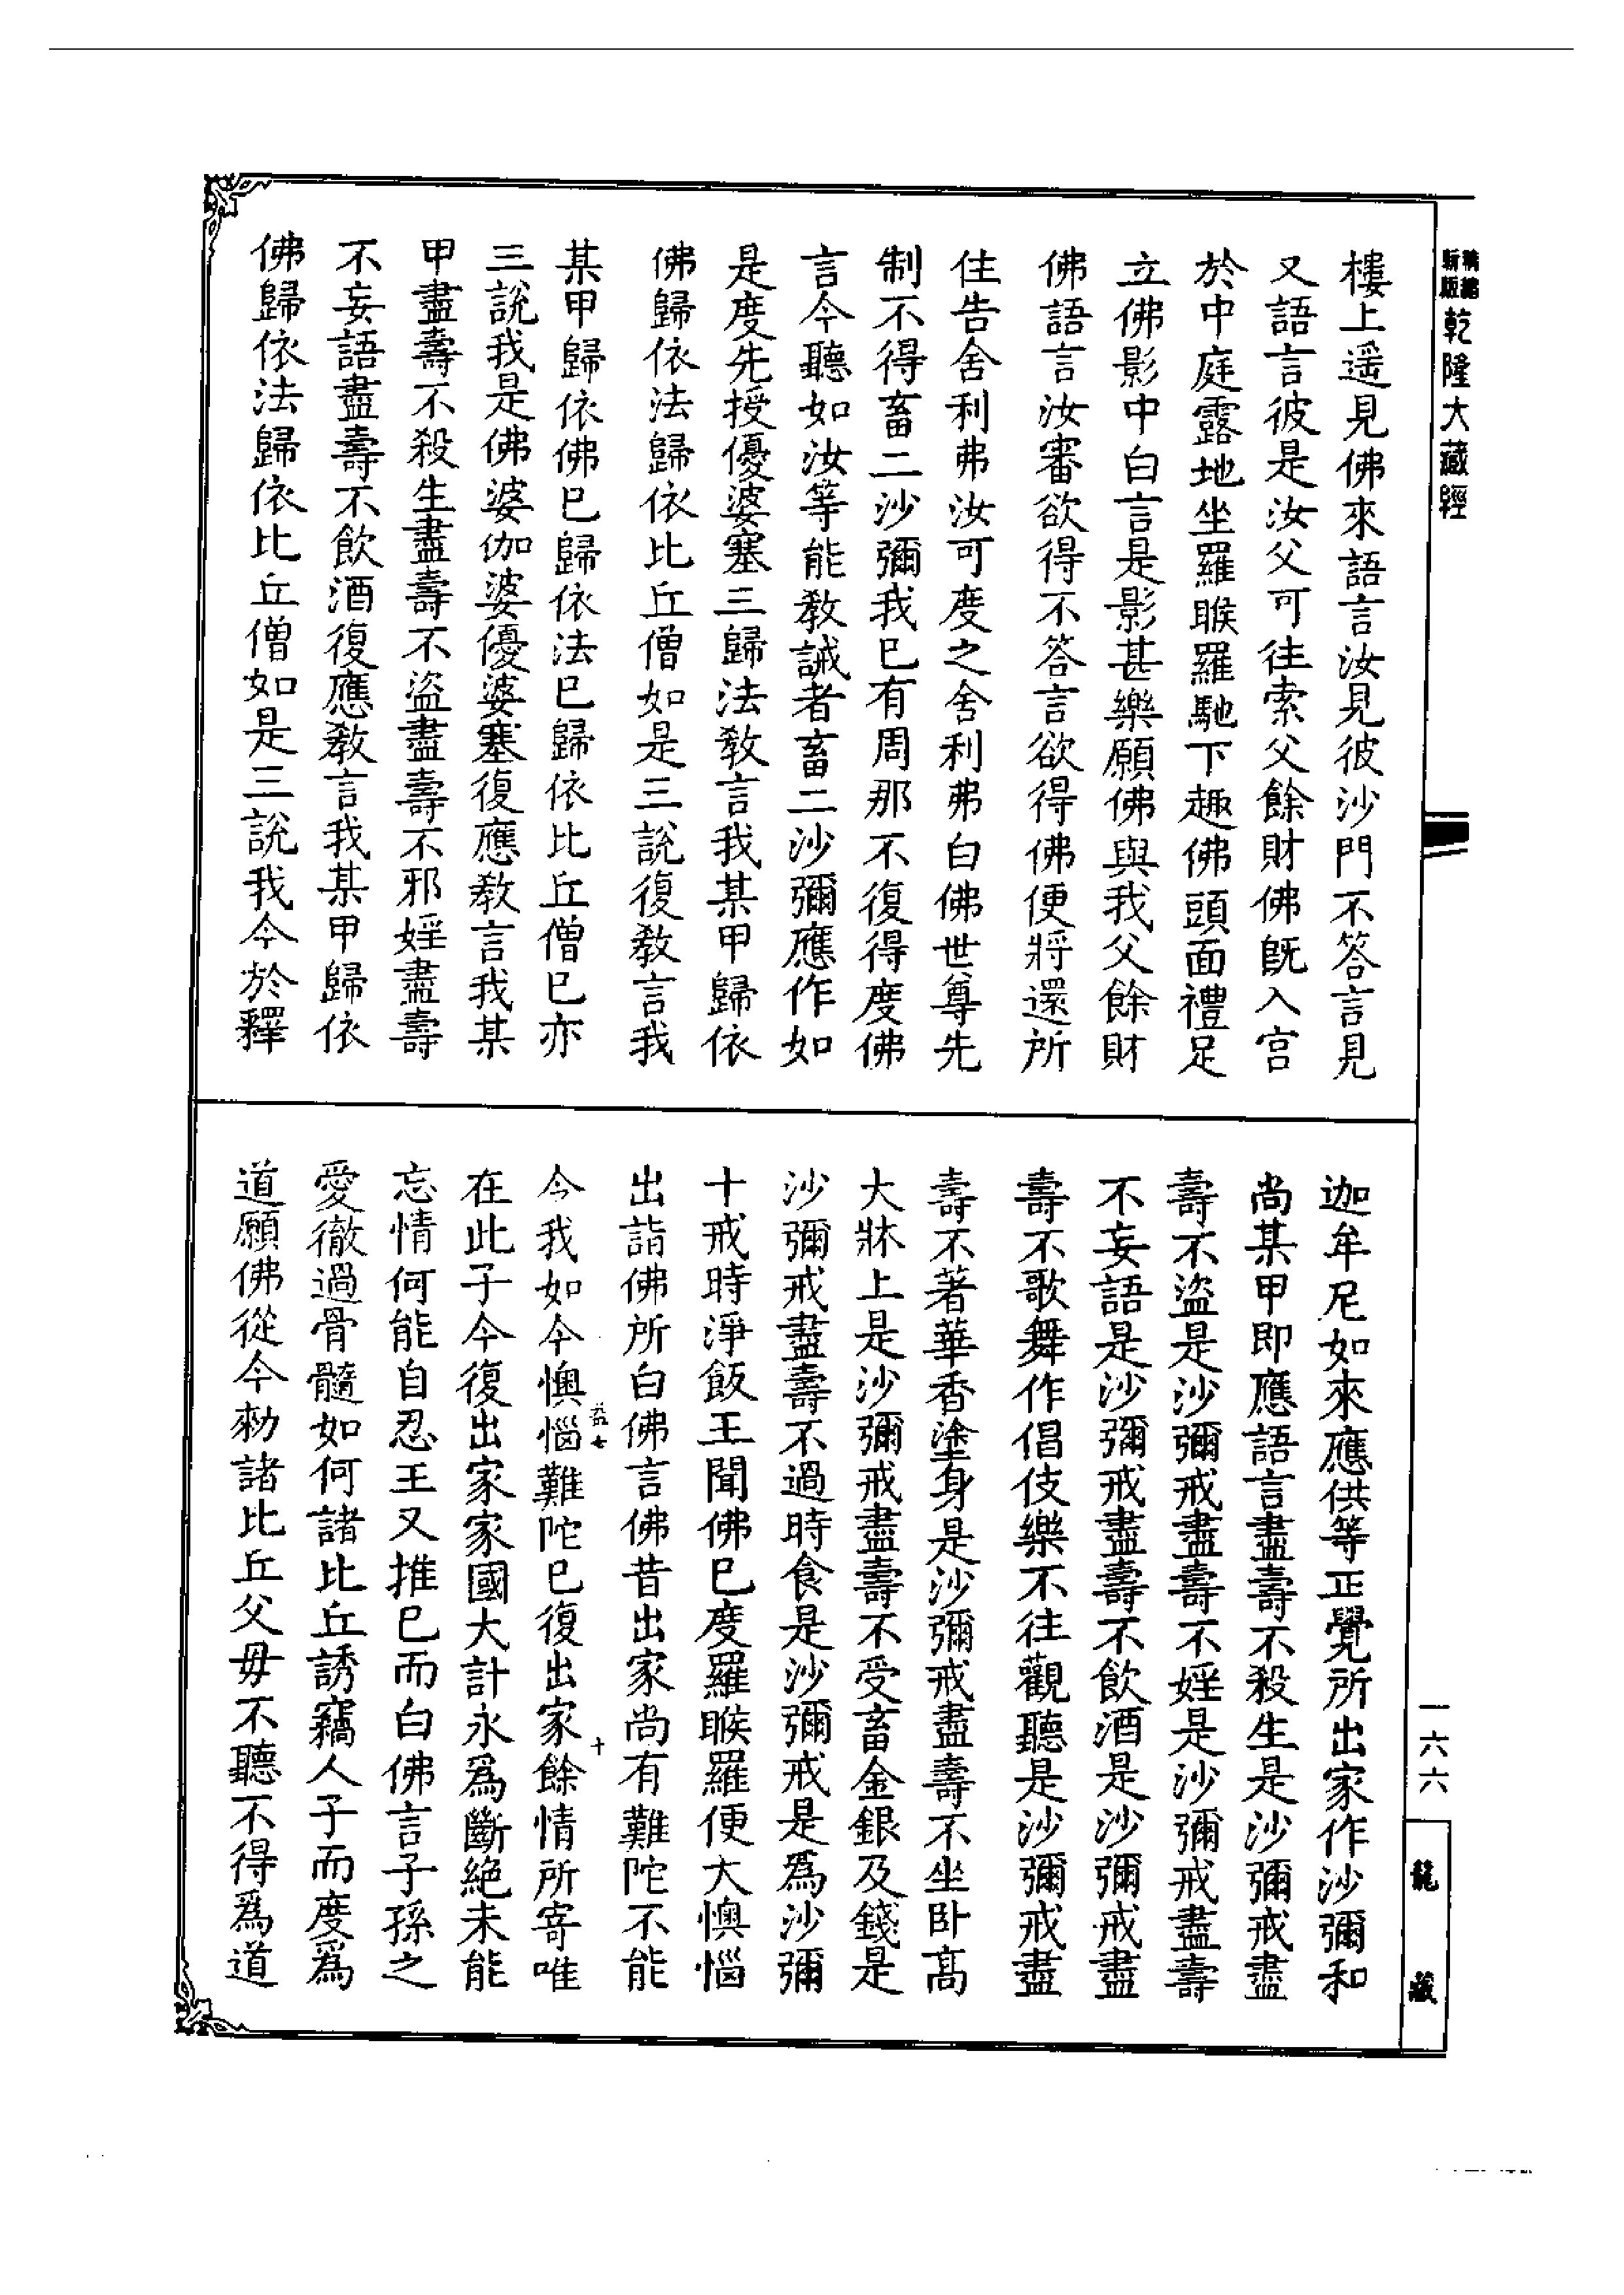 精縮
新版
乾隆大藏經
樓上遥見佛來語言汝見彼沙門不答言見
又語言彼是汝父可往索父餘財佛旣入宫
於中庭露地坐羅睺羅馳下趣佛頭面禮足
立佛影中白言是影甚樂願佛與我父餘財
佛語言汝審欲得不答言欲得佛便將還所
住告舍利弗汝可度之舍利弗白佛世尊先
制不得畜二沙彌我已有周那不復得度佛
言今聽如汝等能敎誡者畜二沙彌應作如
是度先授優婆塞三歸法敎言我某甲歸依
佛歸依法歸依比丘僧如是三說復敎言我
某甲歸依佛已歸依法已歸依比丘僧已亦
三說我是佛婆伽婆優婆塞復應敎言我某
甲盡壽不殺生盡壽不盜盡壽不邪婬盡壽
不妄語盡壽不飮酒復應敎言我某甲歸依
佛歸依法歸依比丘僧如是三說我今於釋
迦牟尼如來應供等正覺所出家作沙彌和
尚某甲即應語言盡壽不殺生是沙彌戒盡
壽不盜是沙彌戒盡壽不婬是沙彌戒盡壽
不妄語是沙彌戒盡壽不飮酒是沙彌戒盡
壽不歌舞作倡伎樂不往觀聽是沙彌戒盡
壽不著華香塗身是沙彌戒盡壽不坐卧髙
大牀上是沙彌戒盡壽不受畜金銀及錢是
沙彌戒盡壽不過時食是沙彌戒是爲沙彌
十戒時淨飯王聞佛已度羅睺羅便大懊惱
出詣佛所白佛言佛昔出家尚有難陀不能
益七
十
令我如今懊惱難陀已復出家餘情所寄唯
在此子今復出家家國大計永爲斷絶未能
忘情何能自忍王又推已而白佛言子孫之
愛徹過骨髓如何諸比丘誘竊人子而度爲
道願佛從今勅諸比丘父母不聽不得爲道
一六六
龍藏